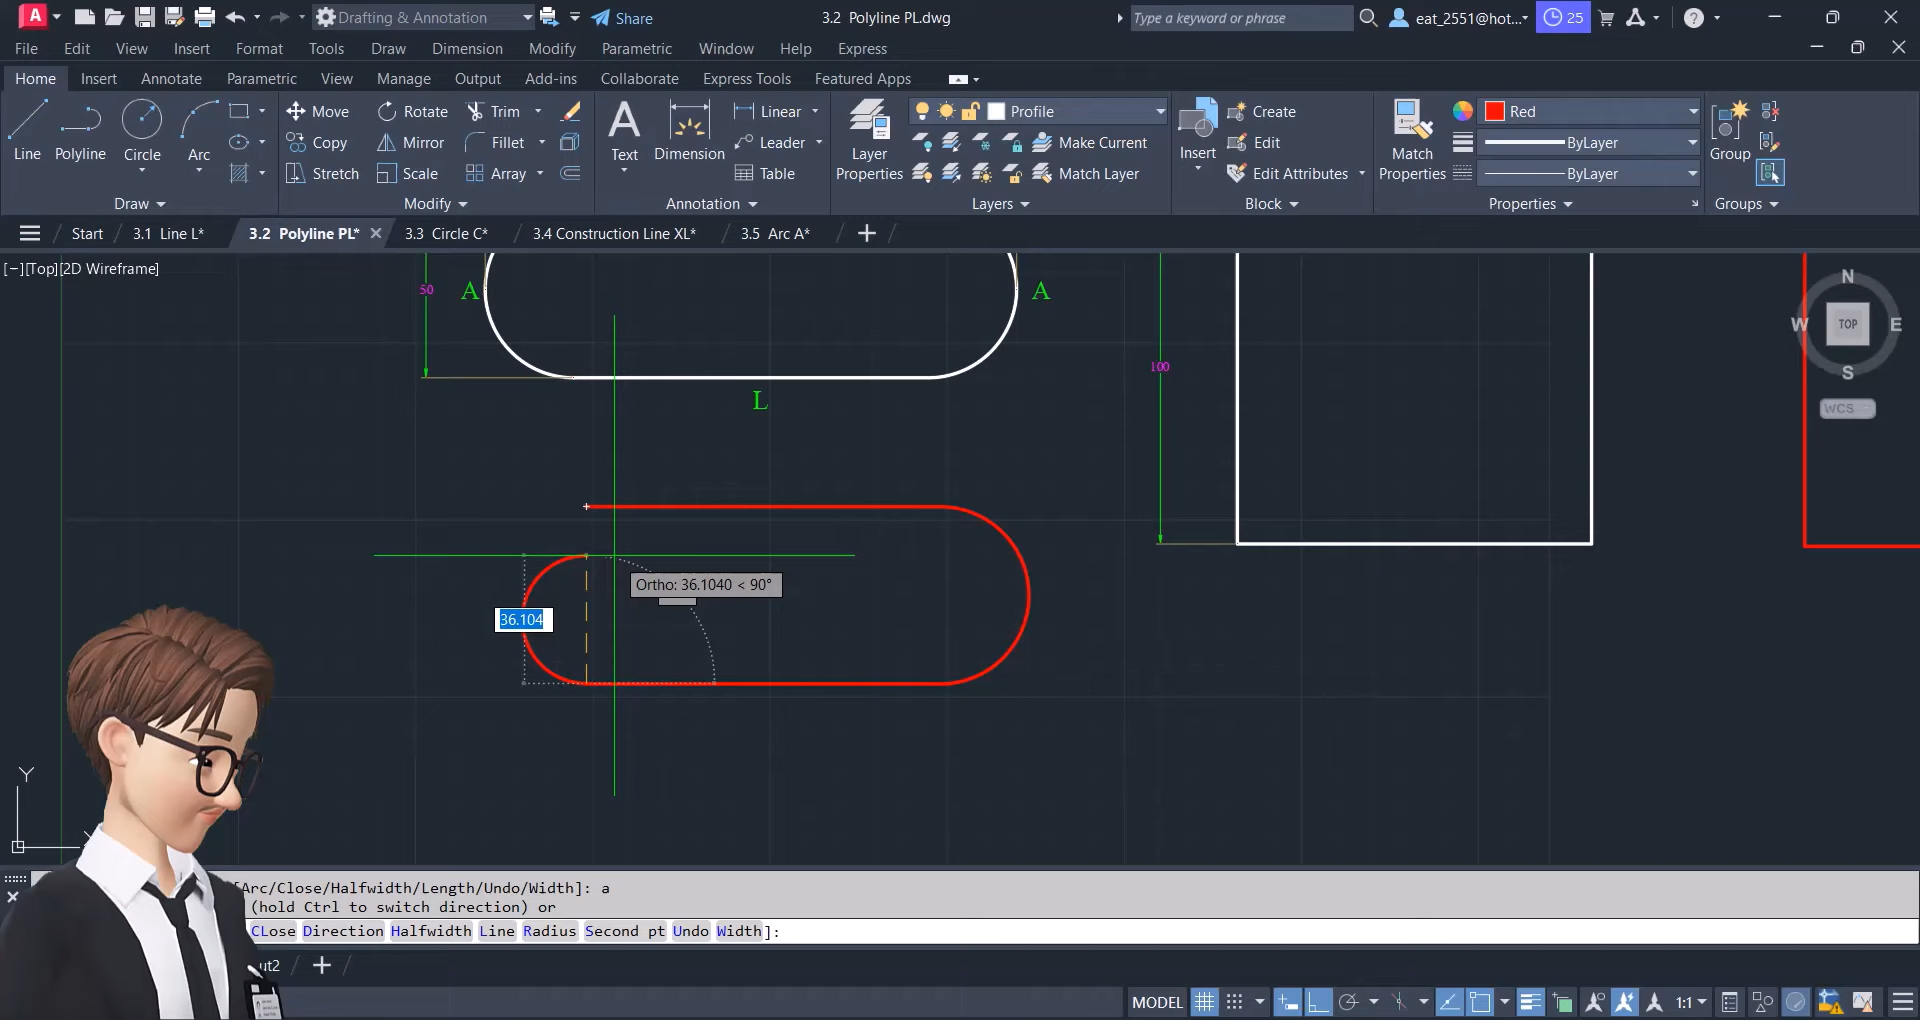 Drafting & Annotation
Share
3.2 Polyline PL.dwg
Type a keyword or phrase
eat_2551@hot...
25
File Edit View Insert Format Tools Draw Dimension Modify Parametric Window Help Express
Home Insert Annotate Parametric View Manage Output Add-ins Collaborate Express Tools Featured Apps
Line Polyline Circle Arc
Move Rotate Trim
Copy Mirror Fillet
Stretch Scale Array
Text Dimension
Linear
Leader
Table
Layer Properties
Profile
Make Current
Match Layer
Insert
Create
Edit
Edit Attributes
Match Properties
Red
ByLayer
ByLayer
Group
Draw Modify Annotation Layers Block Properties Groups
Start 3.1 Line L* 3.2 Polyline PL* 3.3 Circle C* 3.4 Construction Line XL* 3.5 Arc A*
[−][Top][2D Wireframe]
N
W TOP E
S
WCS
50 A A
L
100
Ortho: 36.1040 < 90°
36.104
Y
[Arc/Close/Halfwidth/Length/Undo/Width]: a
(hold Ctrl to switch direction) or
CLose Direction Halfwidth Line Radius Second pt Undo Width]:
ut2
MODEL
1:1